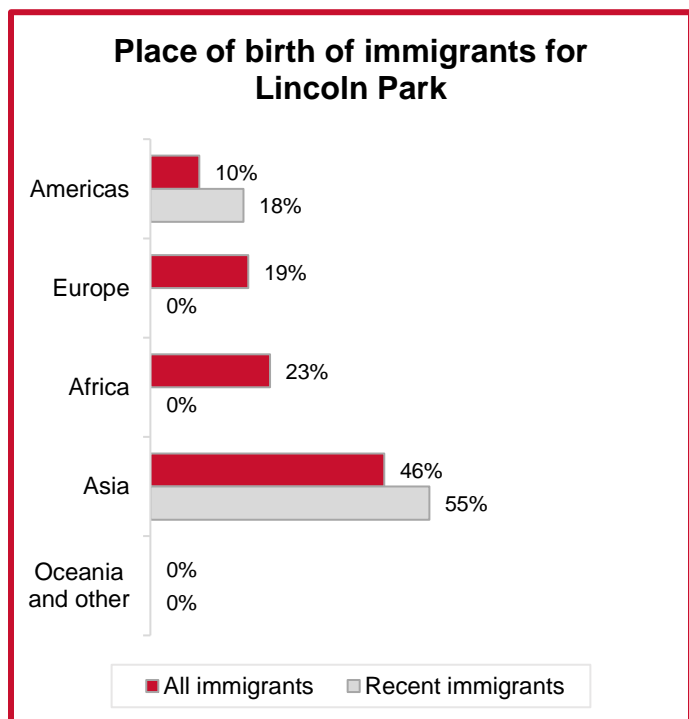 Place of birth of immigrants for
Lincoln Park
Americas
10%
18%
Europe
19%
0%
Africa
23%
0%
Asia
46%
55%
Oceania
and other
0%
0%
All immigrants
Recent immigrants